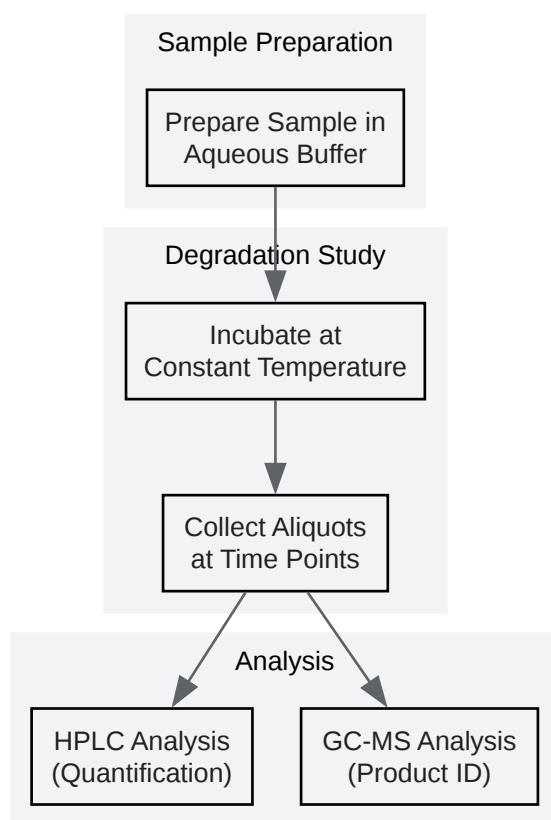 Sample Preparation
Prepare Sample in
Aqueous Buffer
Degradation Study
Incubate at
Constant Temperature
Collect Aliquots
at Time Points
Analysis
HPLC Analysis
(Quantification)
GC-MS Analysis
(Product ID)